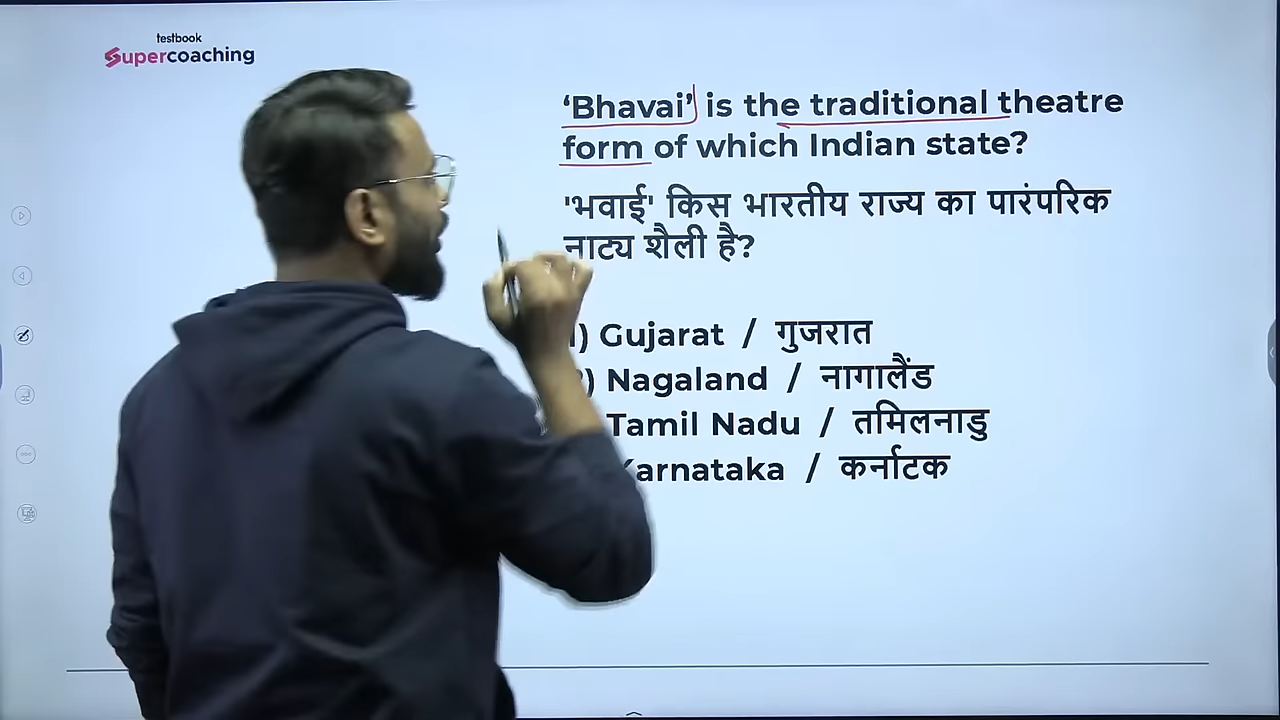 testbook
Supercoaching
‘Bhavai’ is the traditional theatre
form of which Indian state?
'भवाई' किस भारतीय राज्य का पारंपरिक
नाट्य शैली है?
) Gujarat / गुजरात
) Nagaland / नागालैंड
Tamil Nadu / तमिलनाडु
Karnataka / कर्नाटक